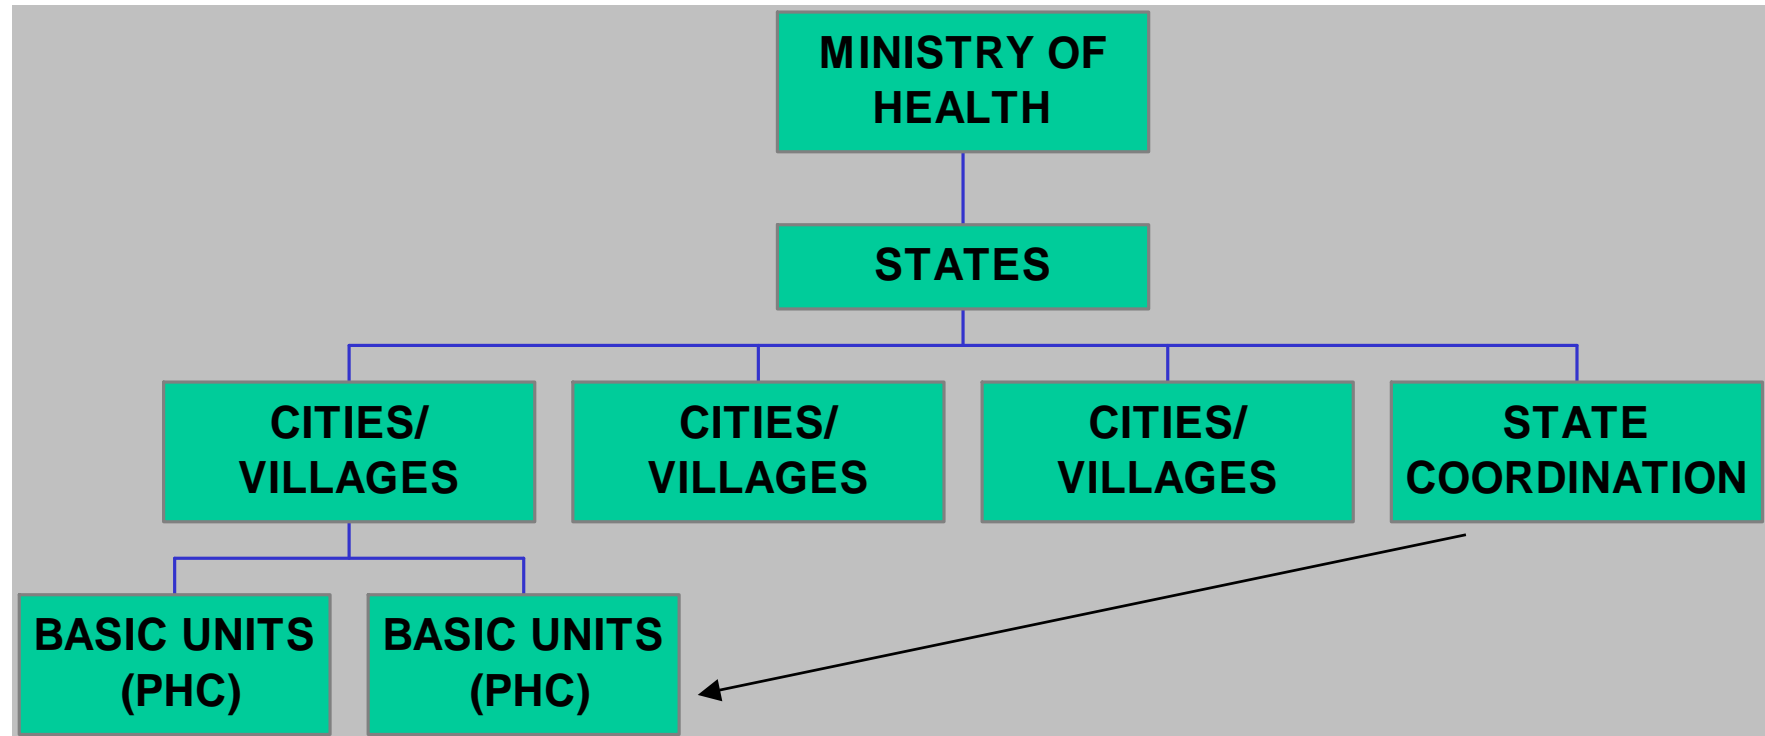 MINISTRY OF
HEALTH
STATES
CITIES/
VILLAGES
CITIES/
VILLAGES
CITIES/
VILLAGES
STATE
COORDINATION
BASIC UNITS
(PHC)
BASIC UNITS
(PHC)